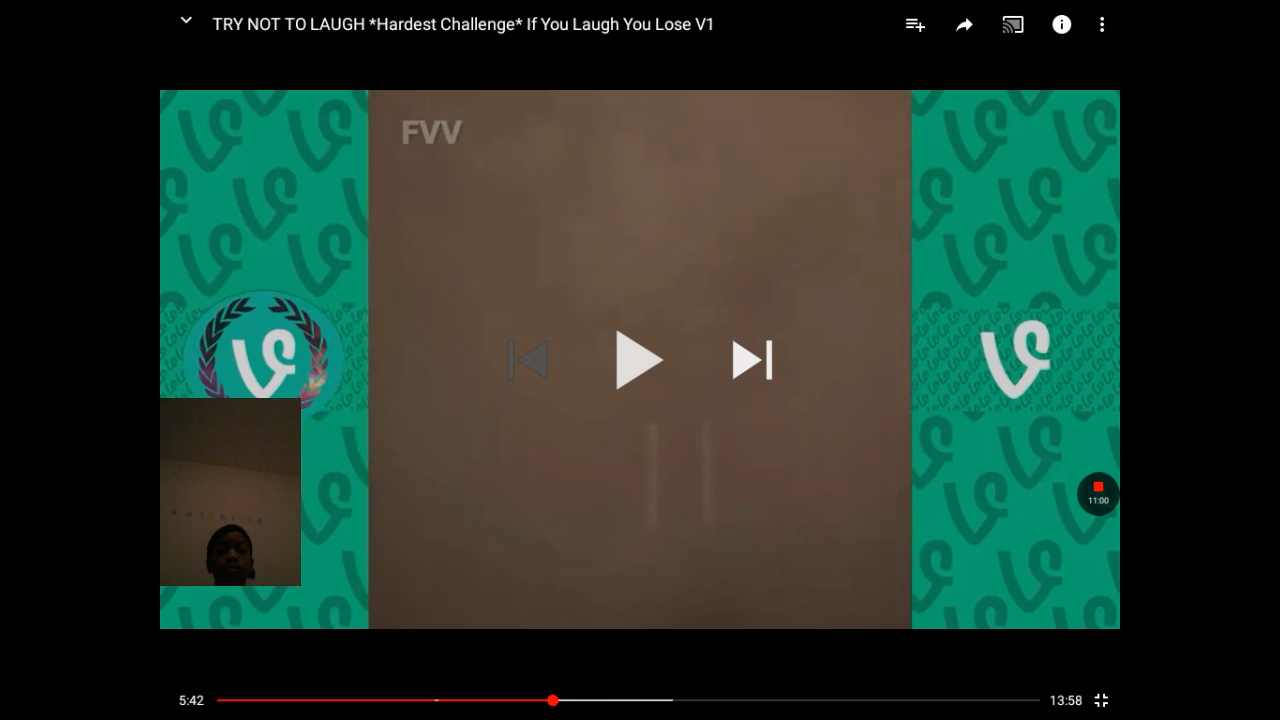 TRY NOT TO LAUGH *Hardest Challenge* If You Laugh You Lose V1
FVV
11:00
5:42
13:58